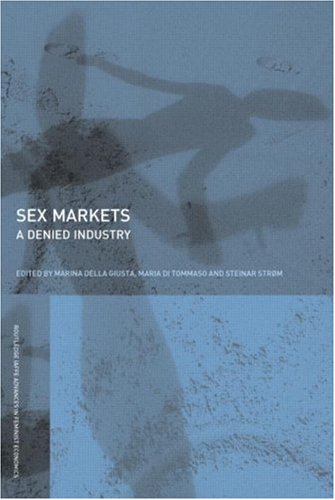 SEX MARKETS
A DENIED INDUSTRY
EDITED BY MARINA DELLA GIUSTA, MARIA DI TOMMASO AND STEINAR STRØM
ROUTLEDGE IAFFE ADVANCES IN FEMINIST ECONOMICS